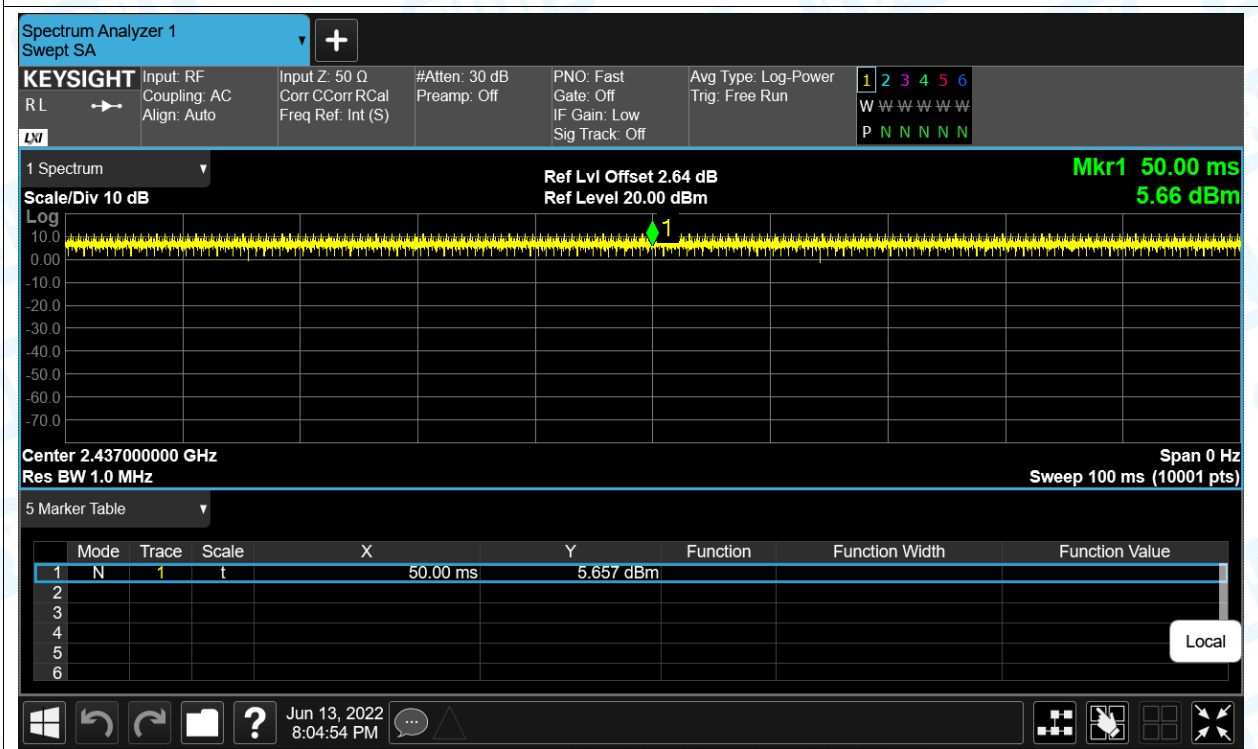 Spectrum Analyzer 1
Swept SA
KEYSIGHT
R L
LXI
Input: RF
Coupling: AC
Align: Auto
Input Z: 50 Ω
Corr CCorr RCal
Freq Ref: Int (S)
#Atten: 30 dB
Preamp: Off
PNO: Fast
Gate: Off
IF Gain: Low
Sig Track: Off
Avg Type: Log-Power
Trig: Free Run
1 2 3 4 5 6
W W W W W W
P N N N N N
1 Spectrum
Scale/Div 10 dB
Ref Lvl Offset 2.64 dB
Ref Level 20.00 dBm
Mkr1 50.00 ms
5.66 dBm
Log
1
10.0
0.00
-10.0
-20.0
-30.0
-40.0
-50.0
-60.0
-70.0
Center 2.437000000 GHz
Res BW 1.0 MHz
Span 0 Hz
Sweep 100 ms (10001 pts)
5 Marker Table
Mode Trace Scale X Y Function Function Width Function Value
1 N 1 t 50.00 ms 5.657 dBm
2
3
4
5
6
Local
?
Jun 13, 2022
8:04:54 PM